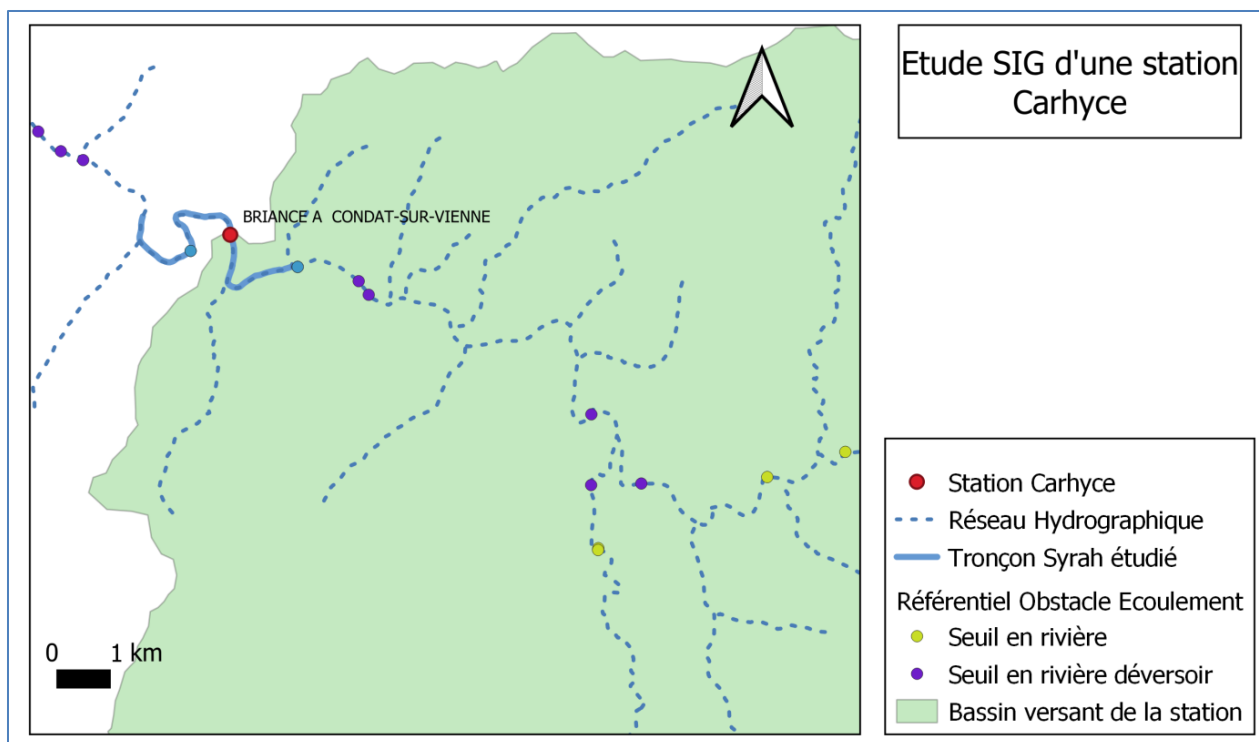 Etude SIG d'une station
Carhyce
BRIANCE A CONDAT-SUR-VIENNE
0 1 km
Station Carhyce
Réseau Hydrographique
Tronçon Syrah étudié
Référentiel Obstacle Ecoulement
Seuil en rivière
Seuil en rivière déversoir
Bassin versant de la station